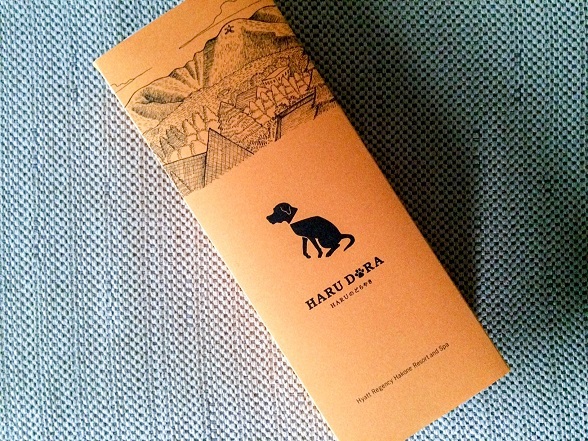 HARU DORA
HARUのどらやき
Hyatt Regency Hakone Resort and Spa